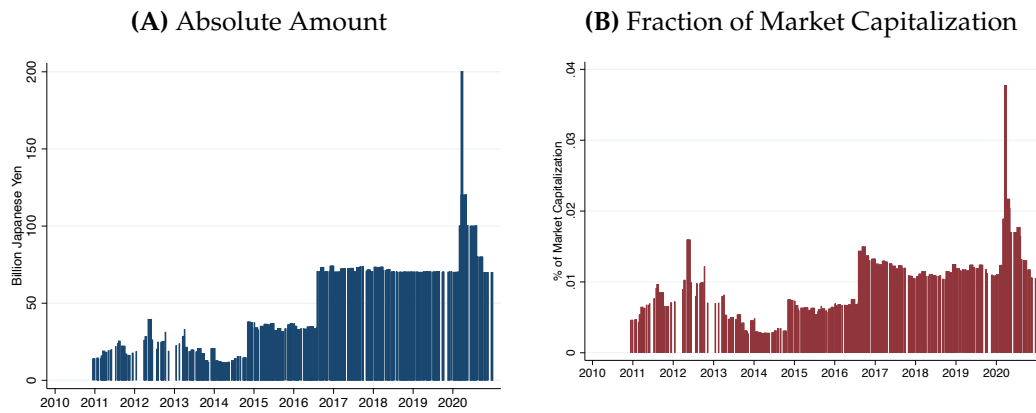 (A) Absolute Amount
Billion Japanese Yen
200
150
100
50
0
2010 2011 2012 2013 2014 2015 2016 2017 2018 2019 2020
(B) Fraction of Market Capitalization
% of Market Capitalization
.04
.03
.02
.01
0
2010 2011 2012 2013 2014 2015 2016 2017 2018 2019 2020